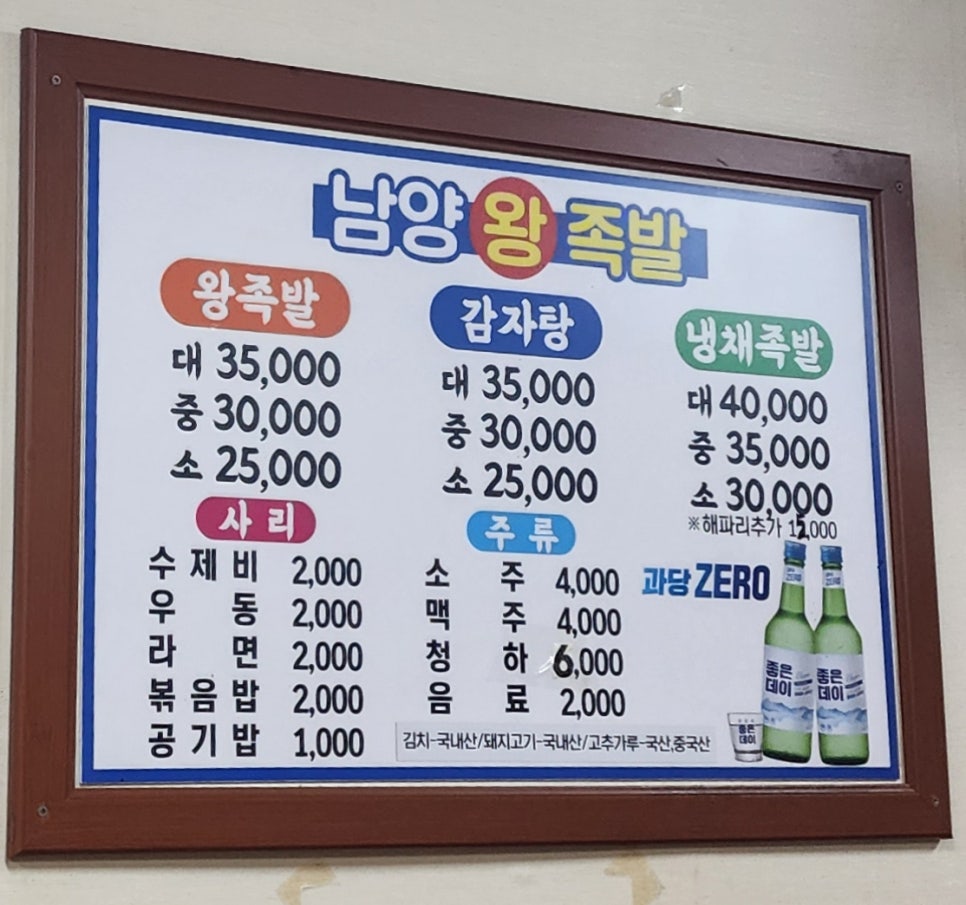 남양왕족발
왕족발
대 35,000
중 30,000
소 25,000
감자탕
대 35,000
중 30,000
소 25,000
냉채족발
대 40,000
중 35,000
소 30,000
※해파리추가
사리
수제비 2,000
우동 2,000
라면 2,000
볶음밥 2,000
공기밥 1,000
주류
소주 4,000
맥주 4,000
청하 6,000
음료 2,000
과당 ZERO
좋은데이
좋은데이
좋은데이
김치-국내산/돼지고기-국내산/고추가루-국산,중국산